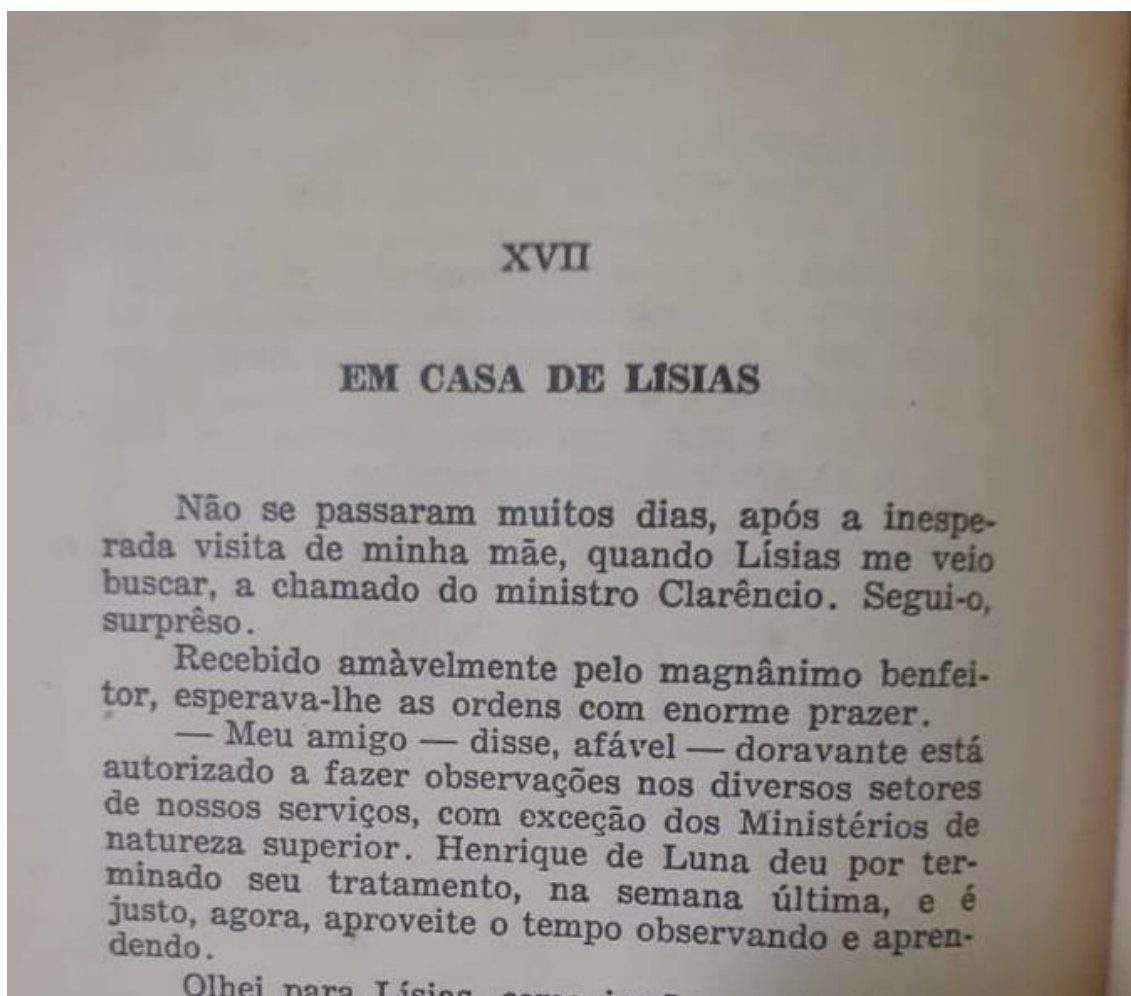 XVII
EM CASA DE LÍSIAS
Não se passaram muitos dias, após a inespe-
rada visita de minha mãe, quando Lísias me veio
buscar, a chamado do ministro Clarêncio. Segui-o,
surprêso.
Recebido amàvelmente pelo magnânimo benfei-
tor, esperava-lhe as ordens com enorme prazer.
— Meu amigo — disse, afável — doravante está
autorizado a fazer observações nos diversos setores
de nossos serviços, com exceção dos Ministérios de
natureza superior. Henrique de Luna deu por ter-
minado seu tratamento, na semana última, e é
justo, agora, aproveite o tempo observando e apren-
dendo.
Olhei para Lísias,